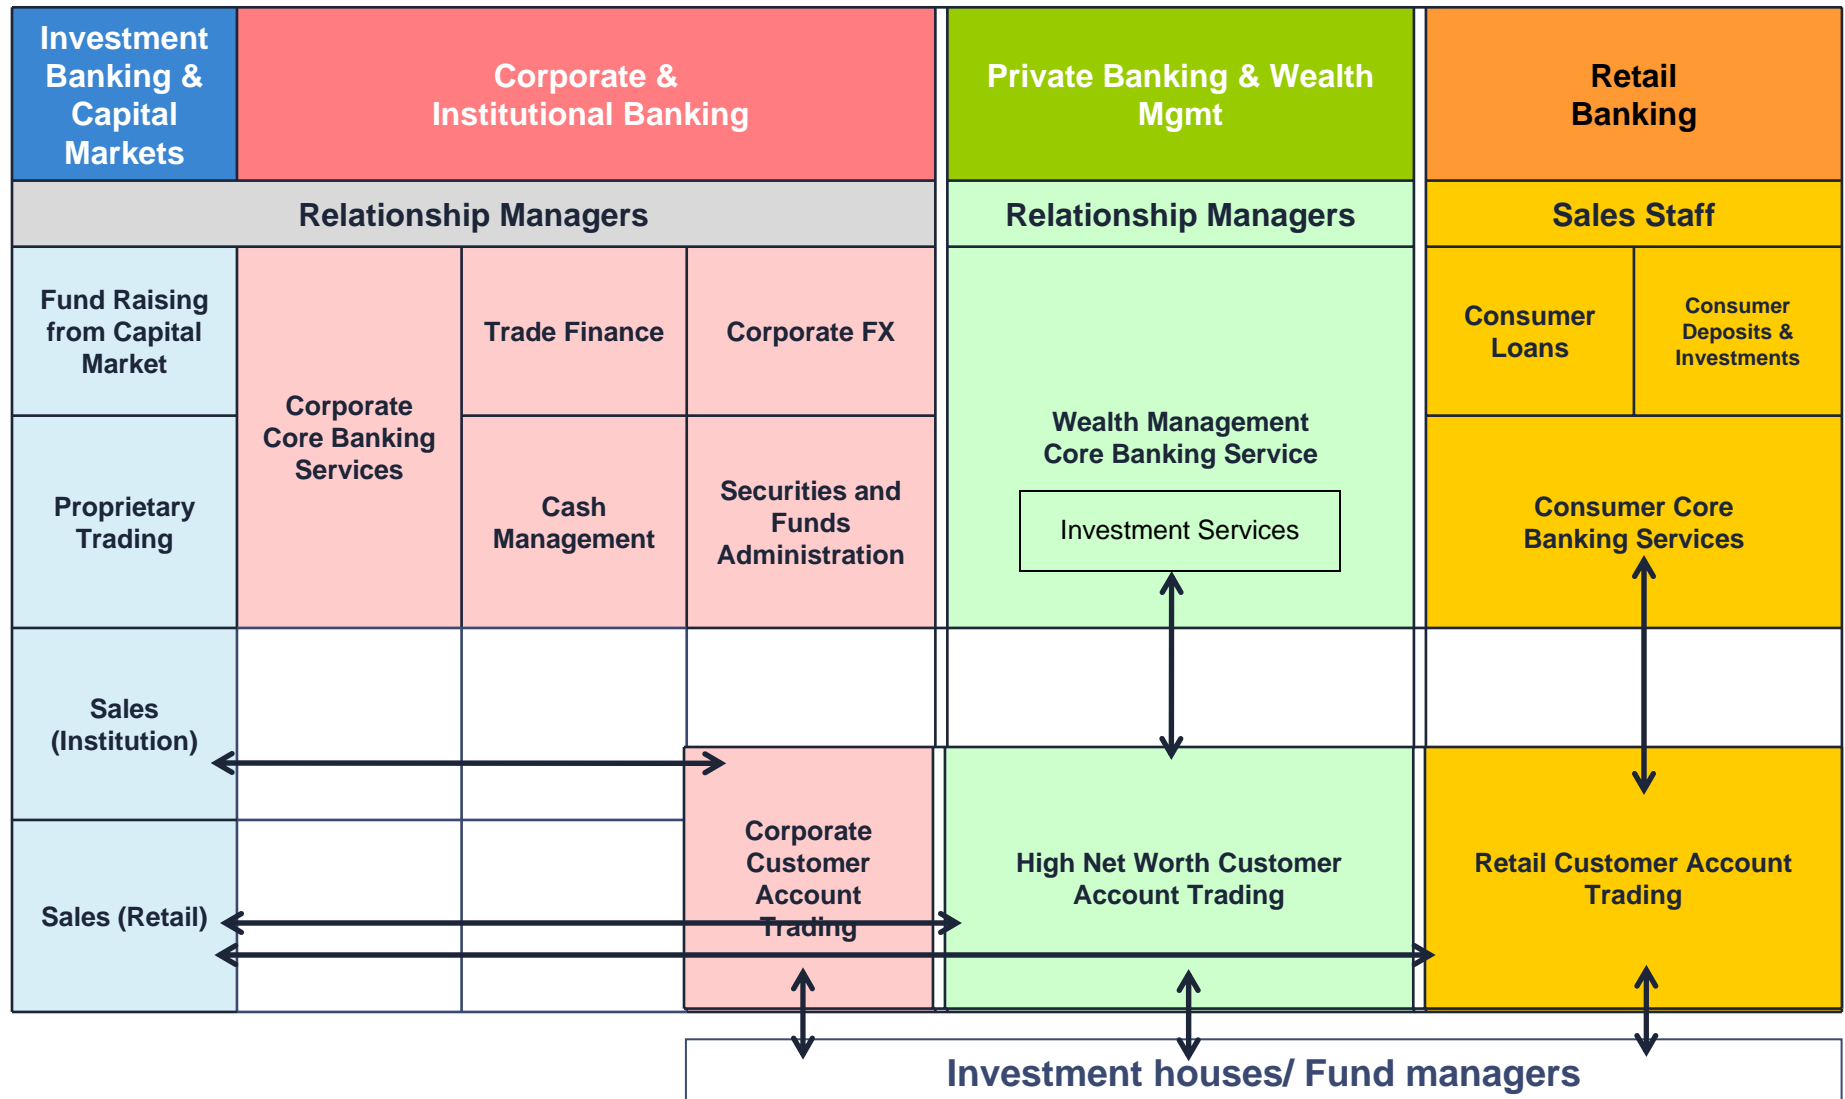 Investment
Banking &
Capital
Markets
Corporate &
Institutional Banking
Private Banking & Wealth
Mgmt
Retail
Banking
Relationship Managers
Relationship Managers
Sales Staff
Fund Raising
from Capital
Market
Corporate
Core Banking
Services
Trade Finance
Corporate FX
Wealth Management
Core Banking Service
Investment Services
Consumer
Loans
Consumer
Deposits &
Investments
Proprietary
Trading
Cash
Management
Securities and
Funds
Administration
Consumer Core
Banking Services
Sales
(Institution)
Sales (Retail)
Corporate
Customer
Account
Trading
High Net Worth Customer
Account Trading
Retail Customer Account
Trading
Investment houses/ Fund managers